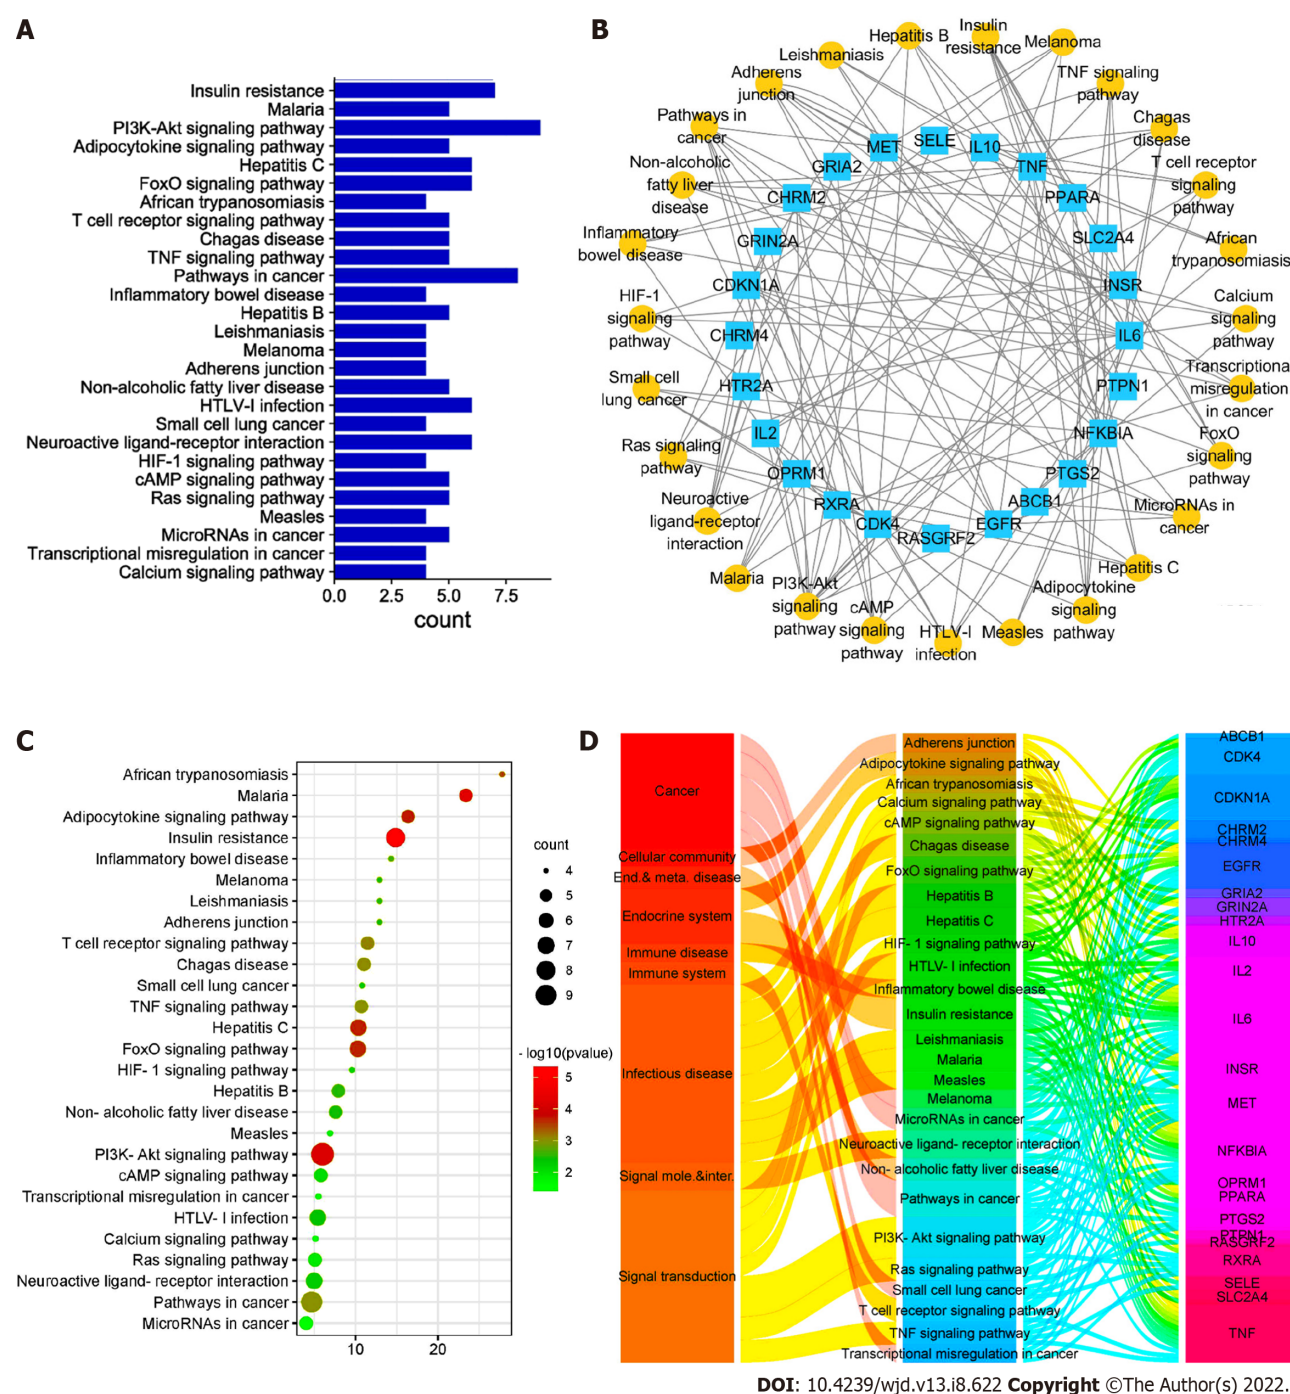 A
Insulin resistance
Malaria
PI3K-Akt signaling pathway
Adipocytokine signaling pathway
Hepatitis C
FoxO signaling pathway
African trypanosomiasis
T cell receptor signaling pathway
Chagas disease
TNF signaling pathway
Pathways in cancer
Inflammatory bowel disease
Hepatitis B
Leishmaniasis
Melanoma
Adherens junction
Non-alcoholic fatty liver disease
HTLV-I infection
Small cell lung cancer
Neuroactive ligand-receptor interaction
HIF-1 signaling pathway
cAMP signaling pathway
Ras signaling pathway
Measles
MicroRNAs in cancer
Transcriptional misregulation in cancer
Calcium signaling pathway
0.0 2.5 5.0 7.5
count
B
Hepatitis B
Insulin
resistance
Melanoma
Leishmaniasis
TNF signaling
pathway
Adherens
junction
Chagas
disease
Pathways in
cancer
T cell receptor
signaling
pathway
Non-alcoholic
fatty liver
disease
African
trypanosomiasis
Inflammatory
bowel disease
Calcium
signaling
pathway
HIF-1
signaling
pathway
Transcriptiona
misregulation
in cancer
Small cell
lung cancer
FoxO
signaling
pathway
Ras signaling
pathway
MicroRNAs in
cancer
Neuroactive
ligand-receptor
interaction
Hepatitis C
Malaria
Adipocytokine
signaling
pathway
PI3K-Akt
signaling
pathway
cAMP
signaling
pathway
HTLV-I
infection
Measles
MET
SELE
IL10
TNF
PPARA
SLC2A4
INSR
IL6
PTPN1
NFKBIA
PTGS2
ABCB1
EGFR
RASGRF2
CDK4
RXRA
OPRM1
IL2
HTR2A
CHRM4
CDKN1A
GRIN2A
CHRM2
GRIA2
C
African trypanosomiasis
Malaria
Adipocytokine signaling pathway
Insulin resistance
Inflammatory bowel disease
Melanoma
Leishmaniasis
Adherens junction
T cell receptor signaling pathway
Chagas disease
Small cell lung cancer
TNF signaling pathway
Hepatitis C
FoxO signaling pathway
HIF- 1 signaling pathway
Hepatitis B
Non- alcoholic fatty liver disease
Measles
PI3K- Akt signaling pathway
cAMP signaling pathway
Transcriptional misregulation in cancer
HTLV- I infection
Calcium signaling pathway
Ras signaling pathway
Neuroactive ligand- receptor interaction
Pathways in cancer
MicroRNAs in cancer
10 20
count
4
5
6
7
8
9
- log10(pvalue)
5
4
3
2
D
Cancer
Cellular community
End.& meta. disease
Endocrine system
Immune disease
Immune system
Infectious disease
Signal mole.&inter.
Signal transduction
Adherens junction
Adipocytokine signaling pathway
African trypanosomiasis
Calcium signaling pathway
cAMP signaling pathway
Chagas disease
FoxO signaling pathway
Hepatitis B
Hepatitis C
HIF- 1 signaling pathway
HTLV- I infection
Inflammatory bowel disease
Insulin resistance
Leishmaniasis
Malaria
Measles
Melanoma
MicroRNAs in cancer
Neuroactive ligand- receptor interaction
Non- alcoholic fatty liver disease
Pathways in cancer
PI3K- Akt signaling pathway
Ras signaling pathway
Small cell lung cancer
T cell receptor signaling pathway
TNF signaling pathway
Transcriptional misregulation in cancer
ABCB1
CDK4
CDKN1A
CHRM2
CHRM4
EGFR
GRIA2
GRIN2A
HTR2A
IL10
IL2
IL6
INSR
MET
NFKBIA
OPRM1
PPARA
PTGS2
PTPN1
RASGRF2
RXRA
SELE
SLC2A4
TNF
DOI: 10.4239/wjd.v13.i8.622 Copyright ©The Author(s) 2022.